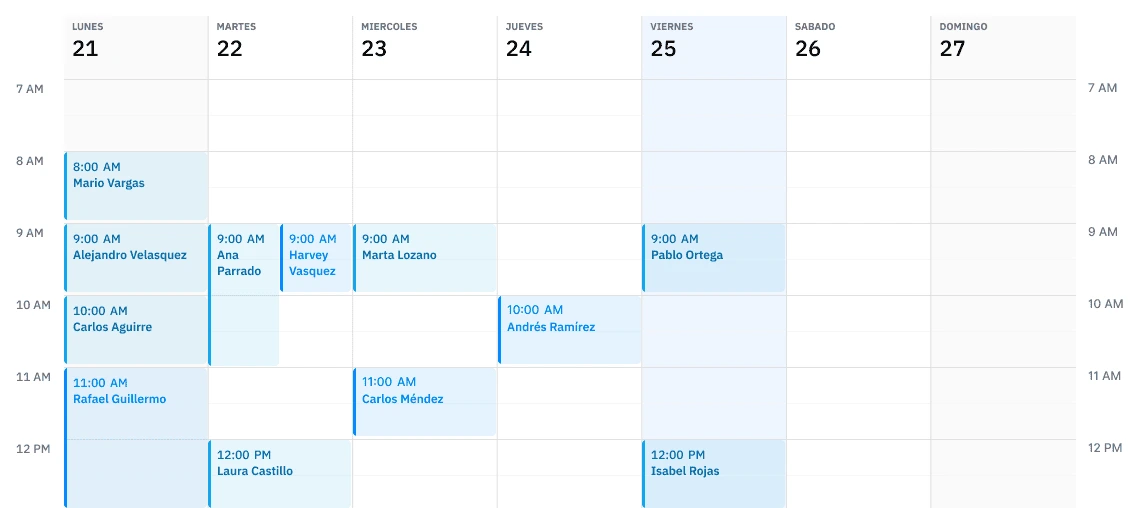 LUNES
21
MARTES
22
MIERCOLES
23
JUEVES
24
VIERNES
25
SABADO
26
DOMINGO
27
7 AM
7 AM
8 AM
8:00 AM
Mario Vargas
8 AM
9 AM
9:00 AM
Alejandro Velasquez
9:00 AM
Ana
Parrado
9:00 AM
Harvey
Vasquez
9:00 AM
Marta Lozano
9:00 AM
Pablo Ortega
9 AM
10 AM
10:00 AM
Carlos Aguirre
10:00 AM
Andrés Ramírez
10 AM
11 AM
11:00 AM
Rafael Guillermo
11:00 AM
Carlos Méndez
11 AM
12 PM
12:00 PM
Laura Castillo
12:00 PM
Isabel Rojas
12 PM